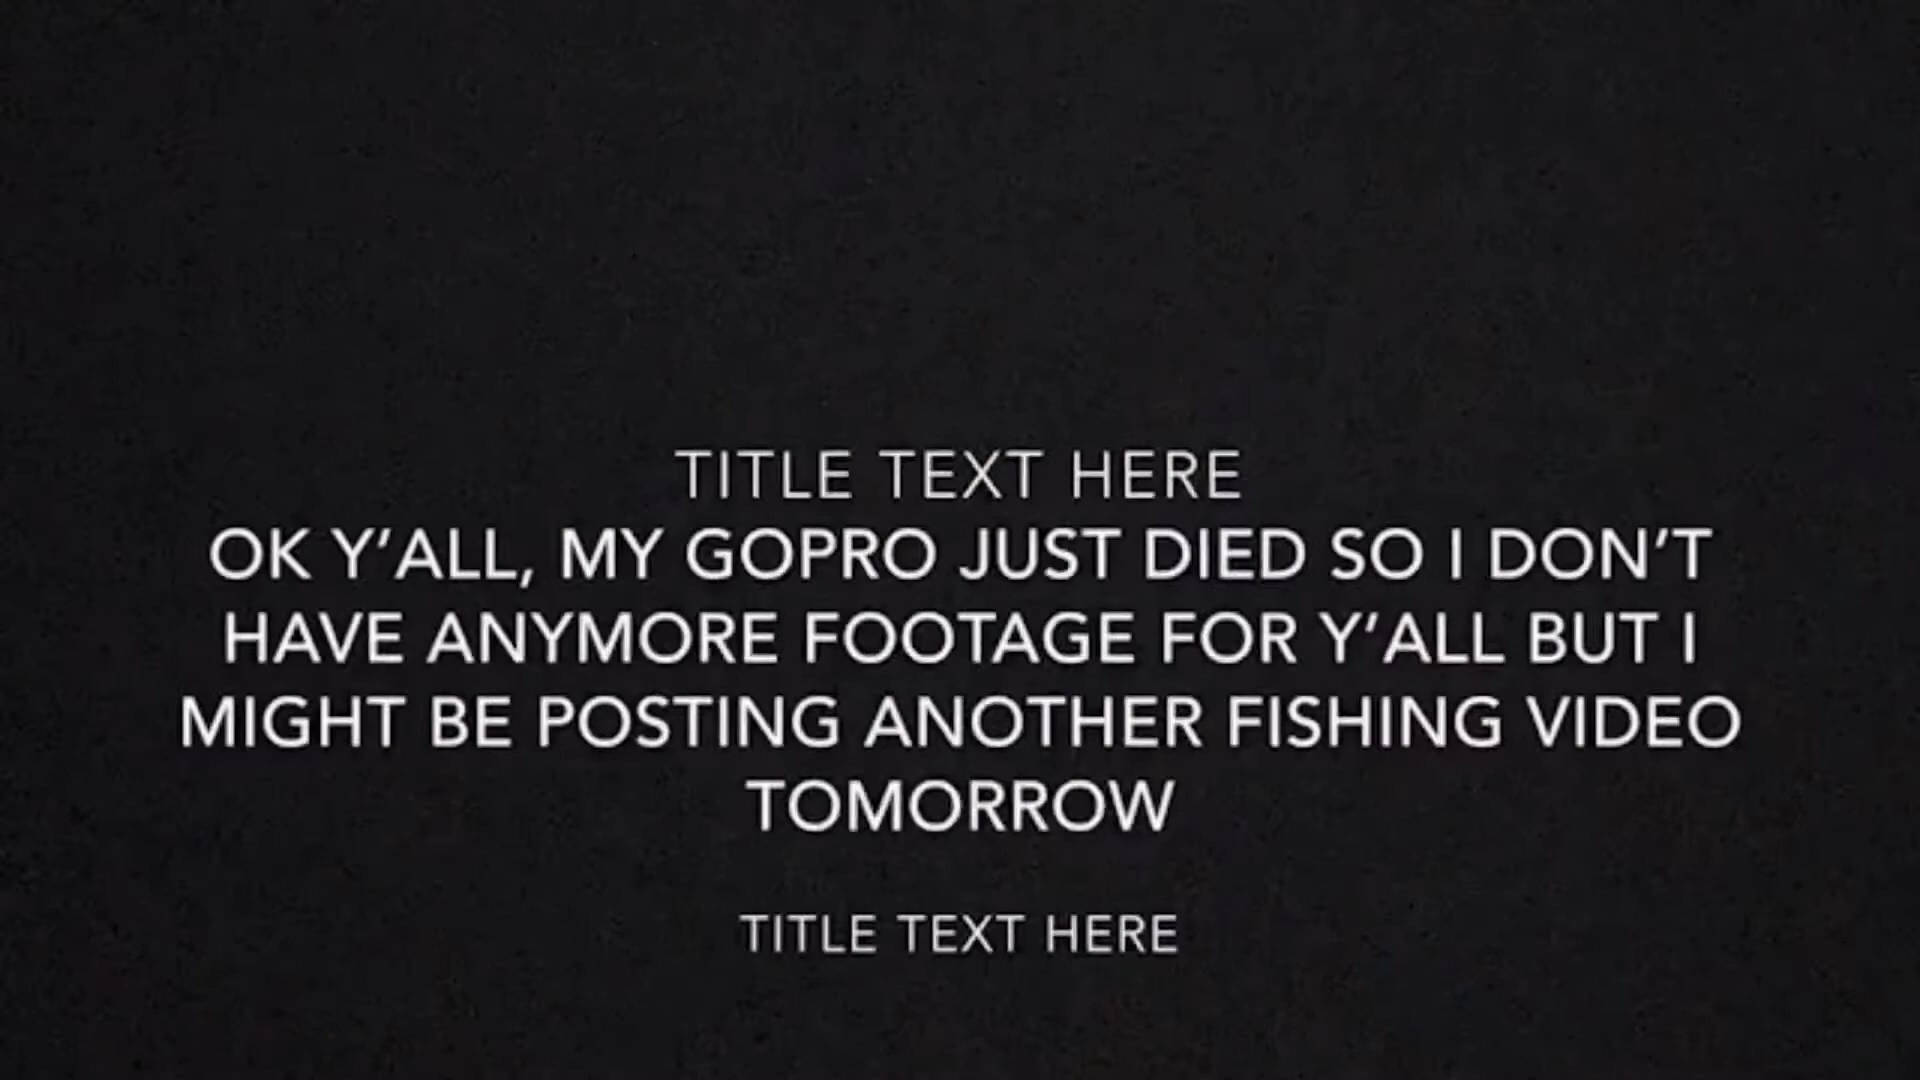 TITLE TEXT HERE
OK Y’ALL, MY GOPRO JUST DIED SO I DON’T
HAVE ANYMORE FOOTAGE FOR Y’ALL BUT I
MIGHT BE POSTING ANOTHER FISHING VIDEO
TOMORROW
TITLE TEXT HERE